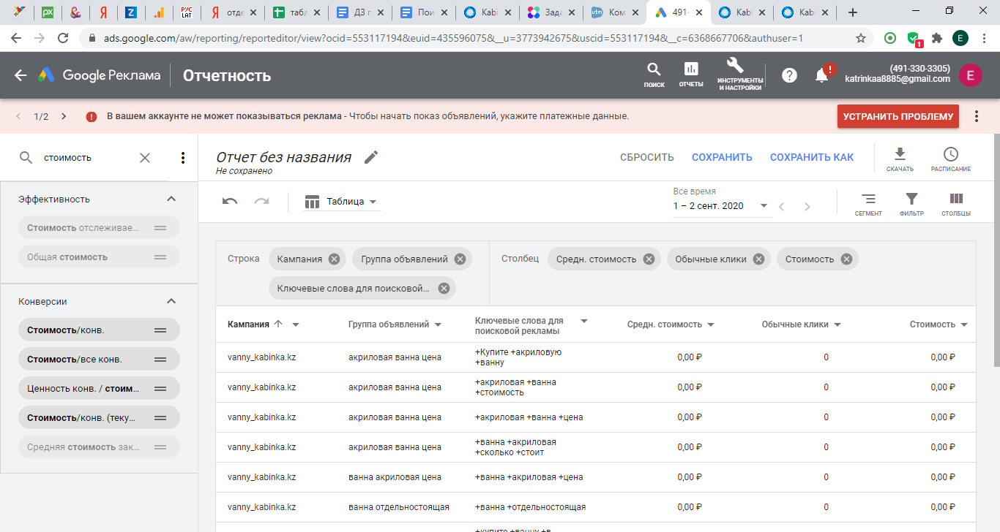 РУС
LAT
отде
табл
ДЗ г
Пои
Kabi
Зада
utm
Ком
491-
Kabi
Kabi
ads.google.com/aw/reporting/reporteditor/view?ocid=553117194&euid=4355960075&__u=3773942675&uscid=553117194&__c=6368667706&authuser=1
1
E
Google Реклама
Отчетность
ПОИСК
ОТЧЕТЫ
ИНСТРУМЕНТЫ
И НАСТРОЙКИ
(491-330-3305)
katrinkaa8885@gmail.com
E
1/2
В вашем аккаунте не может показываться реклама - Чтобы начать показ объявлений, укажите платежные данные.
УСТРАНИТЬ ПРОБЛЕМУ
стоимость
Эффективность
Стоимость отслеживае...
Общая стоимость
Конверсии
Стоимость/конв.
Стоимость/все конв.
Ценность конв. / стоим...
Стоимость/конв. (теку...
Средняя стоимость зак...
Отчет без названия
Не сохранено
СБРОСИТЬ
СОХРАНИТЬ
СОХРАНИТЬ КАК
СКАЧАТЬ
РАСПИСАНИЕ
Таблица
Все время
1 – 2 сент. 2020
СЕГМЕНТ
ФИЛЬТР
СТОЛБЦЫ
Строка
Кампания
Группа объявлений
Ключевые слова для поисковой...
Столбец
Средн. стоимость
Обычные клики
Стоимость
Кампания
Группа объявлений
Ключевые слова для
поисковой рекламы
Средн. стоимость
Обычные клики
Стоимость
vanny_kabinka.kz
акриловая ванна цена
+Купите +акриловую
+ванну
0,00 ₽
0
0,00 ₽
vanny_kabinka.kz
акриловая ванна цена
+акриловая +ванна
+стоимость
0,00 ₽
0
0,00 ₽
vanny_kabinka.kz
акриловая ванна цена
+акриловая +ванна +цена
0,00 ₽
0
0,00 ₽
vanny_kabinka.kz
акриловая ванна цена
+ванна +акриловая
+сколько +стоит
0,00 ₽
0
0,00 ₽
vanny_kabinka.kz
ванна акриловая цена
+ванна +акриловая +цена
0,00 ₽
0
0,00 ₽
vanny_kabinka.kz
ванна отдельностоящая
+ванна +отдельностоящая
0,00 ₽
0
0,00 ₽
+купите +ванну +в